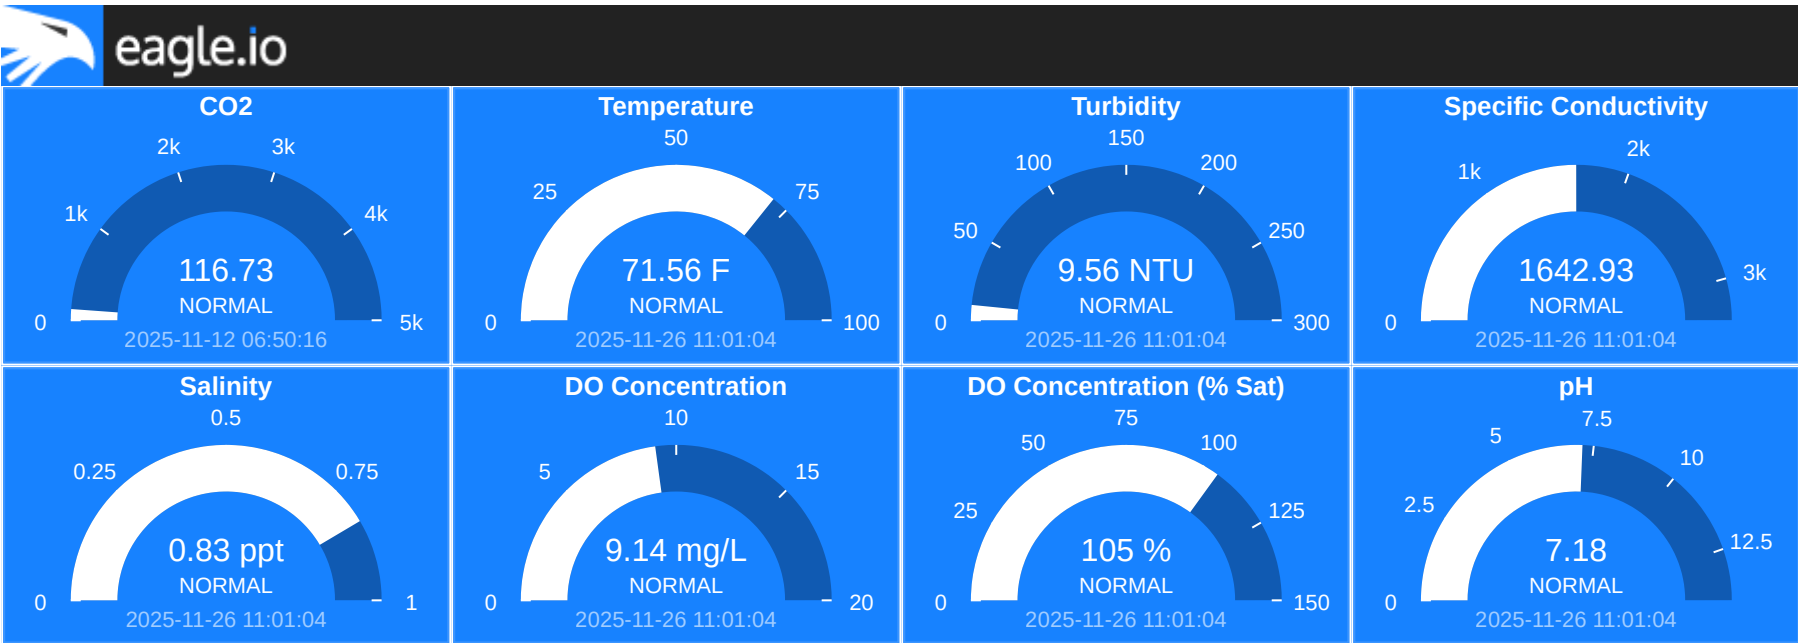 eagle.io
CO2
2k 3k
1k 4k
116.73
NORMAL
0 5k
2025-11-12 06:50:16
Temperature
50
25 75
71.56 F
NORMAL
0 100
2025-11-26 11:01:04
Turbidity
150
100 200
50 250
9.56 NTU
NORMAL
0 300
2025-11-26 11:01:04
Specific Conductivity
2k
1k
3k
1642.93
NORMAL
0
2025-11-26 11:01:04
Salinity
0.5
0.25 0.75
0.83 ppt
NORMAL
0 1
2025-11-26 11:01:04
DO Concentration
10
5 15
9.14 mg/L
NORMAL
0 20
2025-11-26 11:01:04
DO Concentration (% Sat)
75
50 100
25 125
105 %
NORMAL
0 150
2025-11-26 11:01:04
pH
7.5
5
10
2.5
12.5
7.18
NORMAL
0
2025-11-26 11:01:04